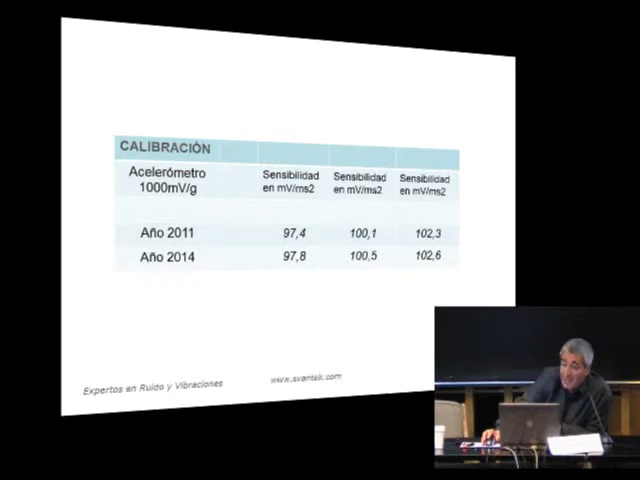 CALIBRACIÓN
Acelerómetro
1000mV/g
Sensibilidad
en mV/ms2
Sensibilidad
en mV/ms2
Sensibilidad
en mV/ms2
Año 2011 97,4 100,1 102,3
Año 2014 97,8 100,5 102,6
Expertos en Ruido y Vibraciones
www.svantek.com